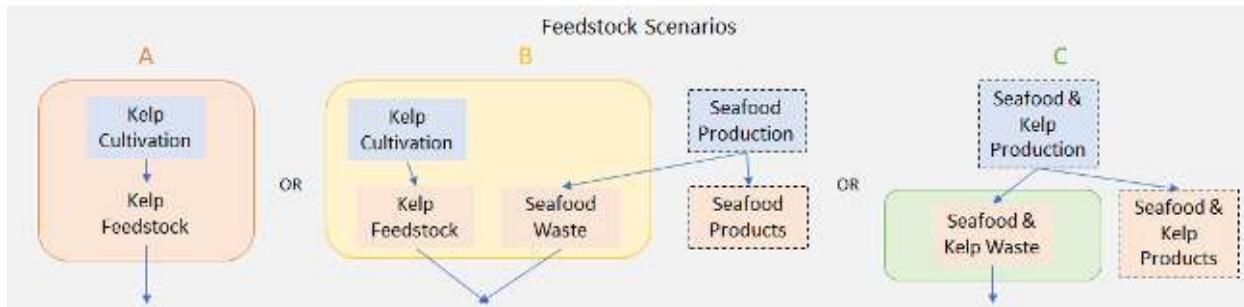 Feedstock Scenarios
A
Kelp
Cultivation
Kelp
Feedstock
OR
B
Kelp
Cultivation
Kelp
Feedstock
Seafood
Waste
Seafood
Production
Seafood
Products
OR
C
Seafood &
Kelp
Production
Seafood &
Kelp Waste
Seafood &
Kelp
Products